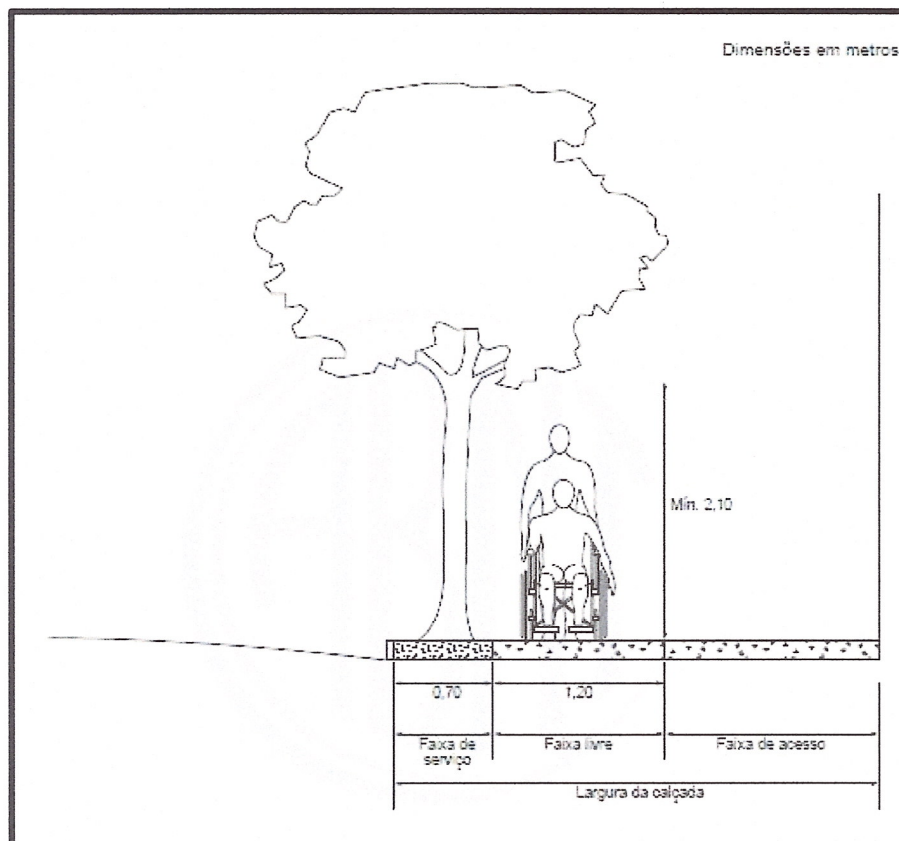 Dimensões em metros
Mín. 2,10
0,70
1,20
Faixa de
serviço
Faixa livre
Faixa de acesso
Largura da calçada